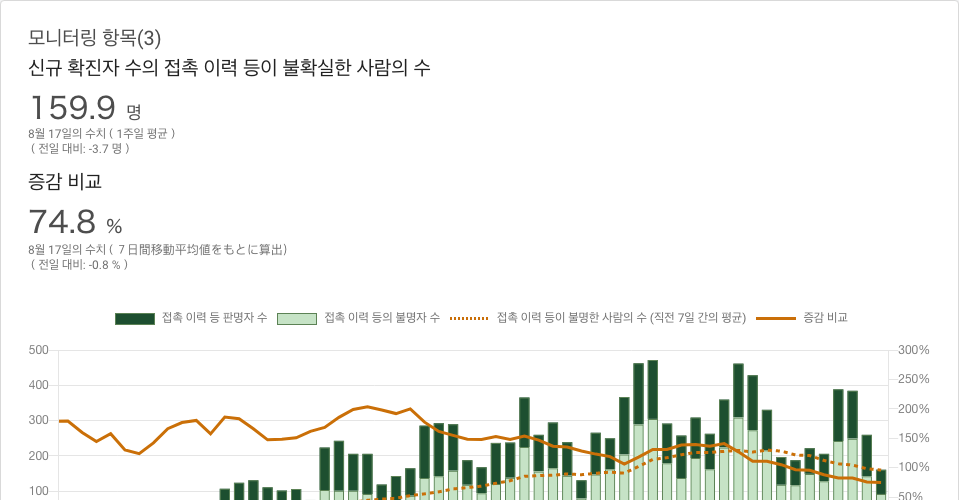 모니터링 항목(3)
신규 확진자 수의 접촉 이력 등이 불확실한 사람의 수
159.9 명
8월 17일의 수치 ( 1주일 평균 )
( 전일 대비: -3.7 명 )
증감 비교
74.8 %
8월 17일의 수치 ( 7日間移動平均値をもとに算出)
( 전일 대비: -0.8 % )
접촉 이력 등 판명자 수 접촉 이력 등의 불명자 수 접촉 이력 등이 불명한 사람의 수 (직전 7일 간의 평균) 증감 비교
500 300%
400 250%
300 200%
200 150%
100 100%
50%